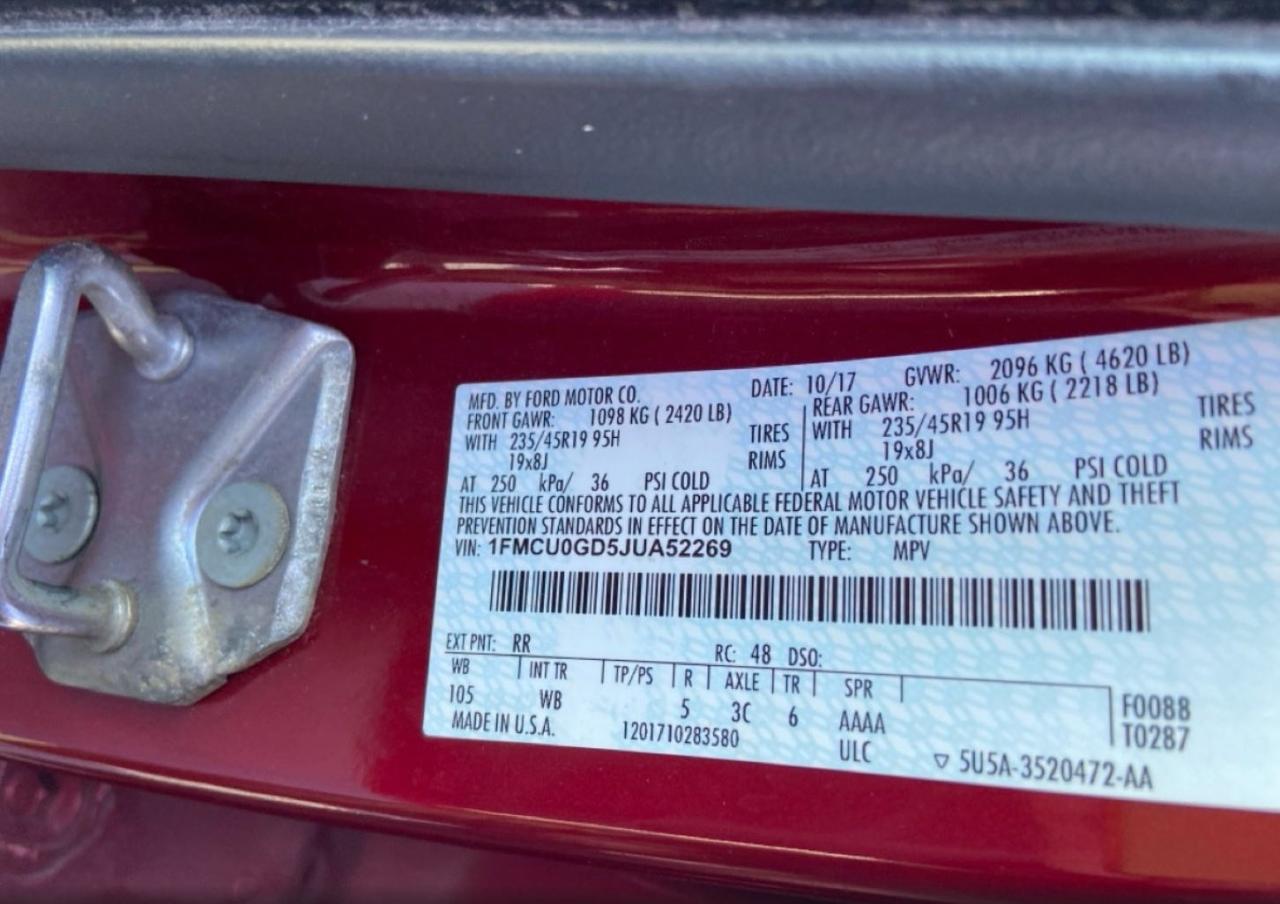 MFD. BY FORD MOTOR CO. DATE: 10/17 GVWR: 2096 KG ( 4620 LB)
FRONT GAWR: 1098 KG ( 2420 LB) REAR GAWR: 1006 KG ( 2218 LB)
WITH 235/45R19 95H TIRES WITH 235/45R19 95H TIRES
19x8J RIMS 19x8J RIMS
AT 250 kPa/ 36 PSI COLD AT 250 kPa/ 36 PSI COLD
THIS VEHICLE CONFORMS TO ALL APPLICABLE FEDERAL MOTOR VEHICLE SAFETY AND THEFT
PREVENTION STANDARDS IN EFFECT ON THE DATE OF MANUFACTURE SHOWN ABOVE.
VIN: 1FMCU0GD5JUA52269 TYPE: MPV
EXT PNT: RR RC: 48 DSO:
WB INT TR TP/PS R AXLE TR SPR
105 WB 5 3C 6 AAAA F0088
MADE IN U.S.A. 1201710283580 ULC T0287
▽ 5U5A-3520472-AA